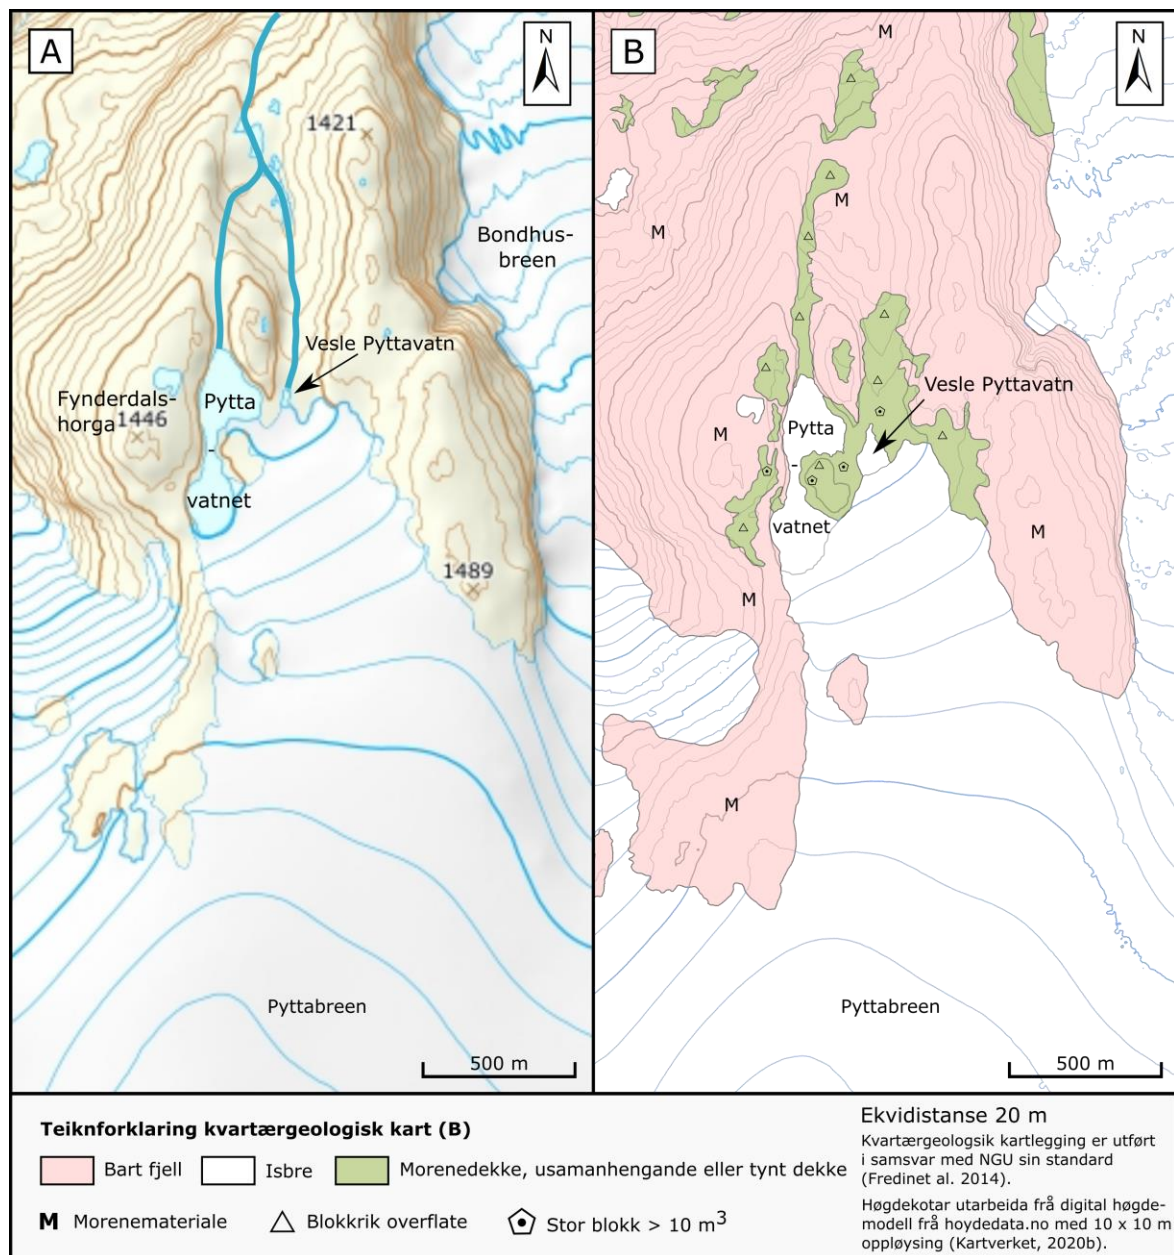 A
N
1421
Bondhus-
breen
Vesle Pyttavatn
Fynderdals-
horga
1446
Pytta
-
vatnet
1489
Pyttabreen
500 m
B
N
M
M
M
Vesle Pyttavatn
Pytta
M
-
vatnet
M
M
M
Pyttabreen
500 m
Teiknforklaring kvartærgeologisk kart (B)
Bart fjell
Isbre
Morenedekke, usamanhengande eller tynt dekke
M Morenemateriale
Blokkrik overflate
Stor blokk > 10 m³
Ekvidistanse 20 m
Kvartærgeologsik kartlegging er utført
i samsvar med NGU sin standard
(Fredinet al. 2014).
Høgdekotar utarbeida frå digital høgde-
modell frå hoydedata.no med 10 x 10 m
oppløysing (Kartverket, 2020b).